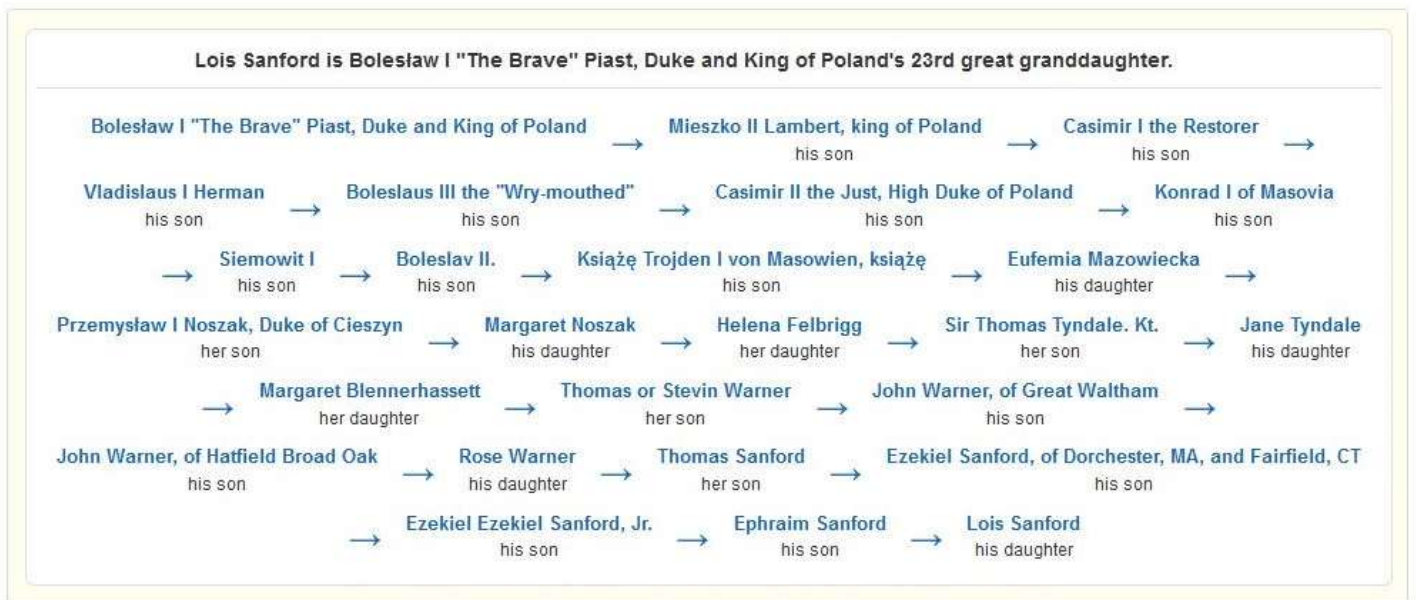 Lois Sanford is Bolesław I "The Brave" Piast, Duke and King of Poland's 23rd great granddaughter.
Bolesław I "The Brave" Piast, Duke and King of Poland → Mieszko II Lambert, king of Poland → Casimir I the Restorer →
his son his son
Vladislaus I Herman → Boleslaus III the "Wry-mouthed" → Casimir II the Just, High Duke of Poland → Konrad I of Masovia
his son his son his son his son
→ Siemowit I → Boleslav II. → Książę Trojden I von Masowien, książę → Eufemia Mazowiecka →
his son his son his son his daughter
Przemysław I Noszak, Duke of Cieszyn → Margaret Noszak → Helena Felbrigg → Sir Thomas Tyndale. Kt. → Jane Tyndale
her son his daughter her daughter her son his daughter
→ Margaret Blennerhassett → Thomas or Stevin Warner → John Warner, of Great Waltham →
her daughter her son his son
John Warner, of Hatfield Broad Oak → Rose Warner → Thomas Sanford → Ezekiel Sanford, of Dorchester, MA, and Fairfield, CT
his son his daughter her son his son
→ Ezekiel Ezekiel Sanford, Jr. → Ephraim Sanford → Lois Sanford
his son his son his daughter